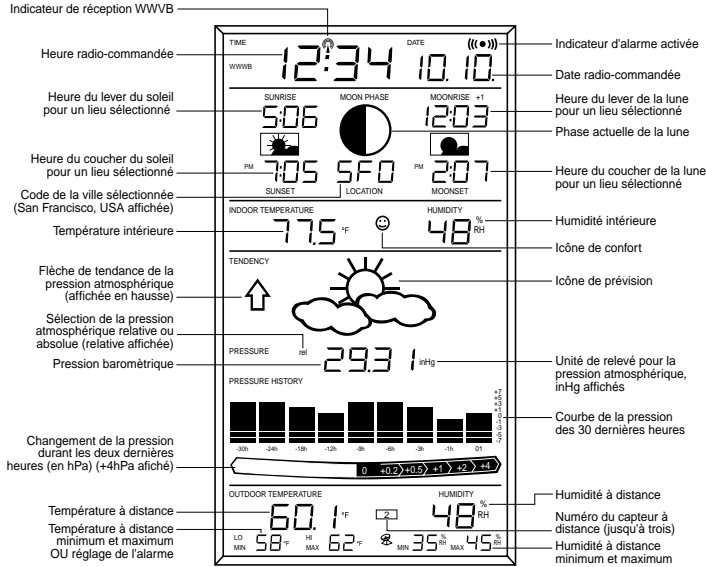 Indicateur de réception WWVB
Heure radio-commandée
Heure du lever du soleil
pour un lieu sélectionné
Heure du coucher du soleil
pour un lieu sélectionné
Code de la ville sélectionnée
(San Francisco, USA affichée)
Température intérieure
Flèche de tendance de la
pression atmosphérique
(affichée en hausse)
Sélection de la pression
atmosphérique relative ou
absolue (relative affichée)
Pression baromètrique
Changement de la pression
durant les deux dernières
heures (en hPa) (+4hPa afiché)
Température à distance
Température à distance
minimum et maximum
OU réglage de l'alarme
TIME
WWWB
12:34
DATE
10. 10.
SUNRISE
MOON PHASE
MOONRISE +1
5:06
12:03
PM
7:05
SFO
PM
2:07
SUNSET
LOCATION
MOONSET
INDOOR TEMPERATURE
HUMIDITY
77.5 °F
48 % RH
TENDENCY
PRESSURE
rel
29.31 inHg
PRESSURE HISTORY
+7
+5
+3
+1
0
-1
-3
-5
-7
-30h -24h -18h -12h -9h -6h -3h -1h 01
0 +0.2 +0.5 +1 +2 +4
OUTDOOR TEMPERATURE
HUMIDITY
60.1 °F
2
48 % RH
LO
MIN 58 °F
HI
MAX 62 °F
MIN 35 % RH
MAX 45 % RH
Indicateur d'alarme activée
Date radio-commandée
Heure du lever de la lune
pour un lieu sélectionné
Phase actuelle de la lune
Heure du coucher de la lune
pour un lieu sélectionné
Humidité intérieure
Icône de confort
Icône de prévision
Unité de relevé pour la
pression atmosphérique,
inHg affichés
Courbe de la pression
des 30 dernières heures
Humidité à distance
Numéro du capteur à
distance (jusqu'à trois)
Humidité à distance
minimum et maximum